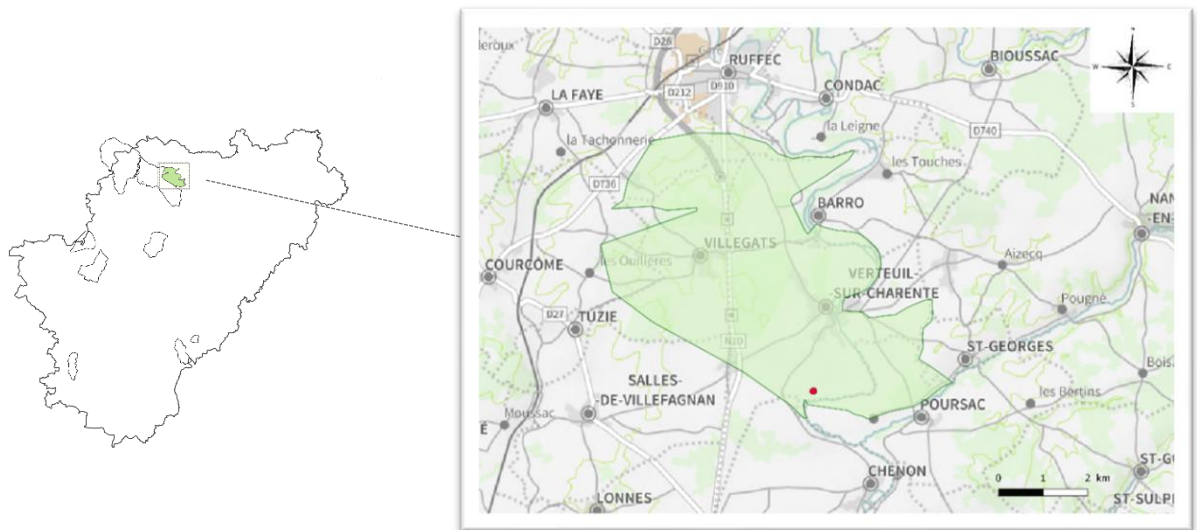 D26
RUFFEC
BIOUSSAC
N
W
E
S
D212
D910
CONDAC
LA FAYE
la Tachonnerie
la Leigne
D740
les Touches
D736
NAN
-EN-
BARRO
VILLEGATS
Aizecq
les Ouillères
COURCÔME
VERTEUIL-
-SUR-CHARENTE
Pougné
D27
TUZIE
N10
ST-GEORGES
Bois
SALLES-
-DE-VILLEFAGNAN
les Bertins
POURSAC
Moussac
E
ST-G
CHENON
0 1 2 km
LONNES
ST-SULPI